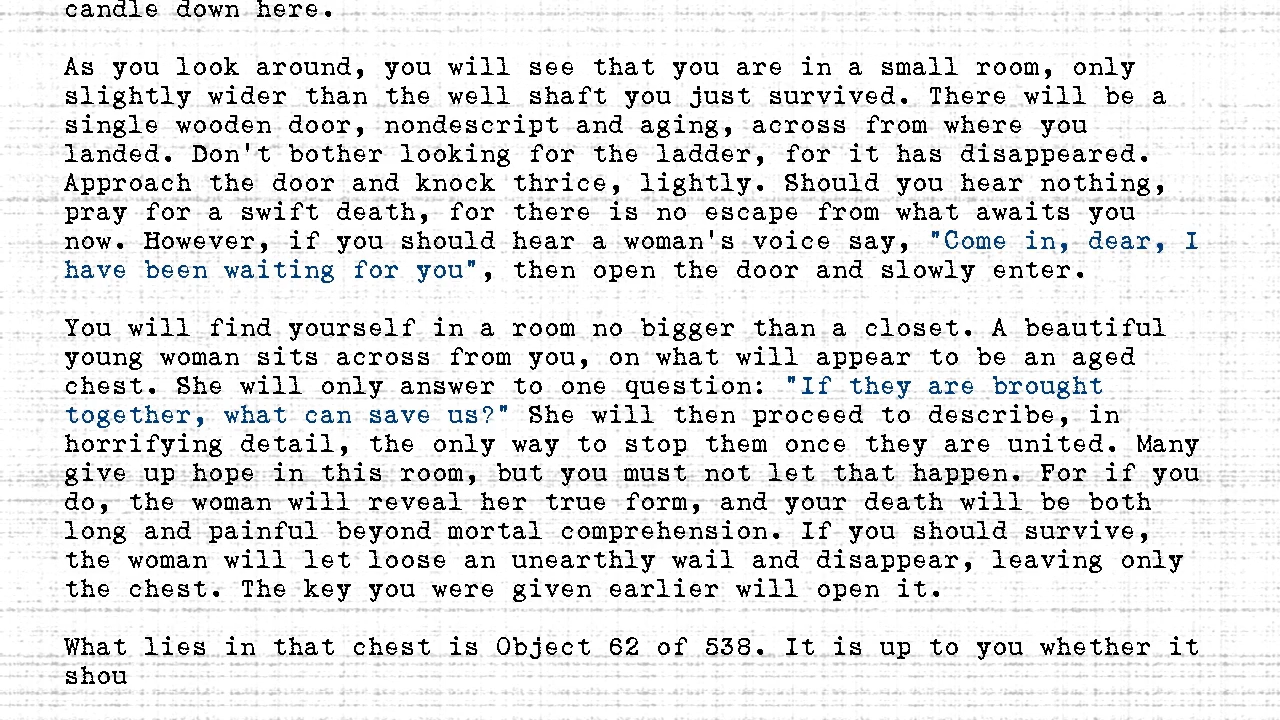 candle down here.
As you look around, you will see that you are in a small room, only
slightly wider than the well shaft you just survived. There will be a
single wooden door, nondescript and aging, across from where you
landed. Don't bother looking for the ladder, for it has disappeared.
Approach the door and knock thrice, lightly. Should you hear nothing,
pray for a swift death, for there is no escape from what awaits you
now. However, if you should hear a woman's voice say, "Come in, dear, I
have been waiting for you", then open the door and slowly enter.
You will find yourself in a room no bigger than a closet. A beautiful
young woman sits across from you, on what will appear to be an aged
chest. She will only answer to one question: "If they are brought
together, what can save us?" She will then proceed to describe, in
horrifying detail, the only way to stop them once they are united. Many
give up hope in this room, but you must not let that happen. For if you
do, the woman will reveal her true form, and your death will be both
long and painful beyond mortal comprehension. If you should survive,
the woman will let loose an unearthly wail and disappear, leaving only
the chest. The key you were given earlier will open it.
What lies in that chest is Object 62 of 538. It is up to you whether it
shou